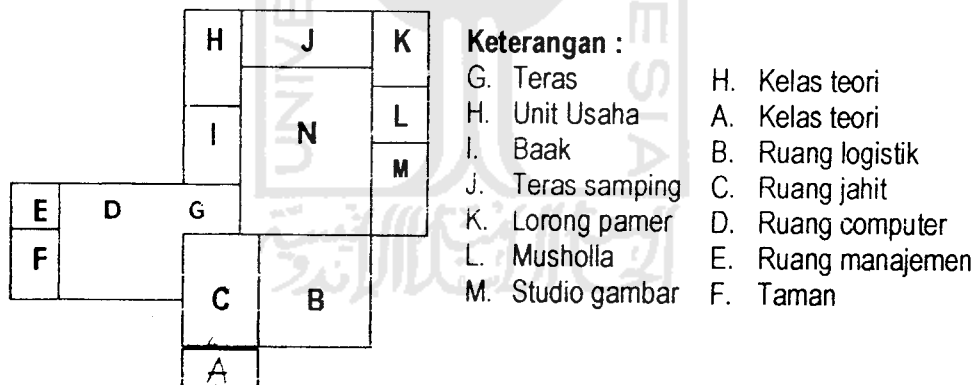 H J K
I N L
M
E D G
F
C B
A
Keterangan :
G. Teras
H. Unit Usaha
I. Baak
J. Teras samping
K. Lorong pamer
L. Musholla
M. Studio gambar
H. Kelas teori
A. Kelas teori
B. Ruang logistik
C. Ruang jahit
D. Ruang computer
E. Ruang manajemen
F. Taman